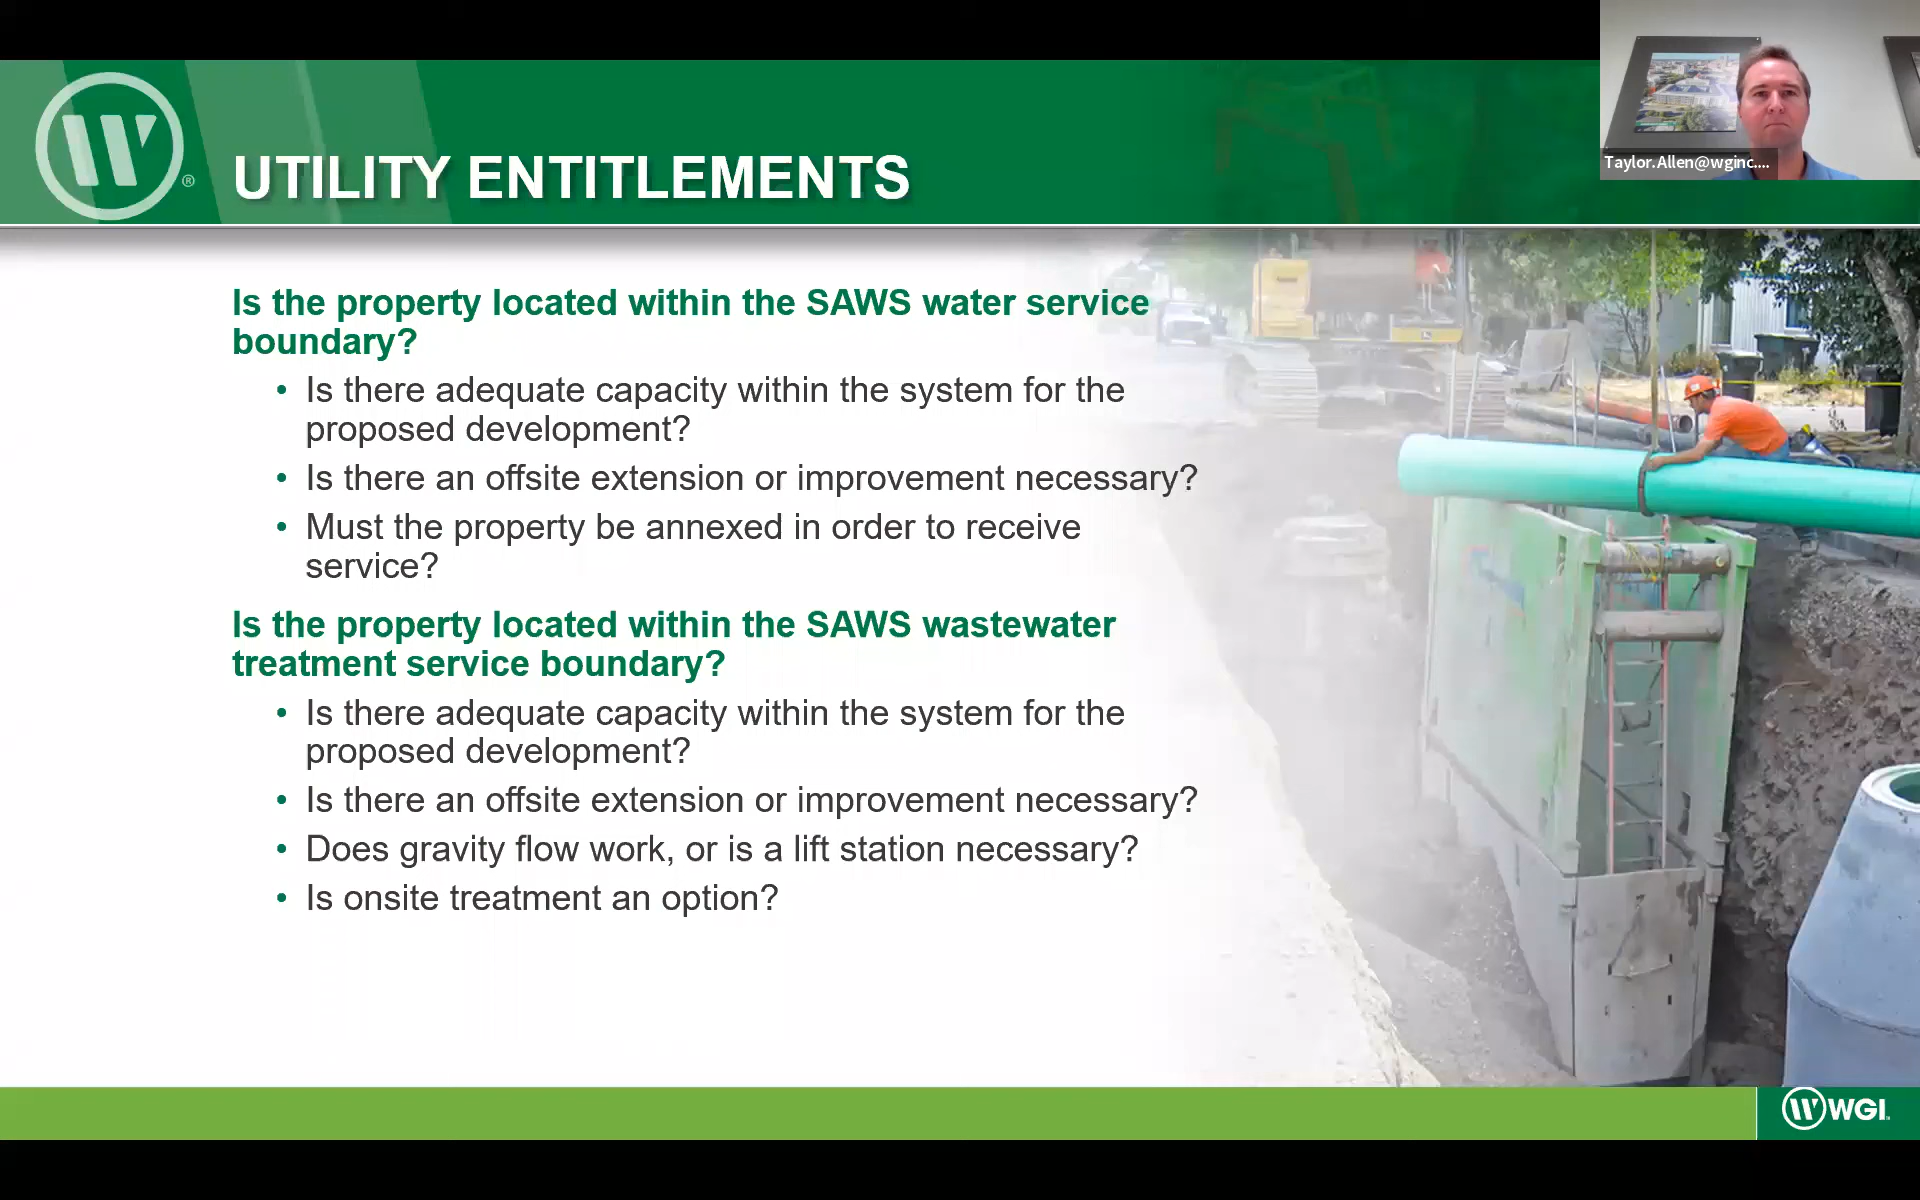 Taylor.Allen@wginc....
W
®
UTILITY ENTITLEMENTS
Is the property located within the SAWS water service
boundary?
• Is there adequate capacity within the system for the
proposed development?
• Is there an offsite extension or improvement necessary?
• Must the property be annexed in order to receive
service?
Is the property located within the SAWS wastewater
treatment service boundary?
• Is there adequate capacity within the system for the
proposed development?
• Is there an offsite extension or improvement necessary?
• Does gravity flow work, or is a lift station necessary?
• Is onsite treatment an option?
W WGI